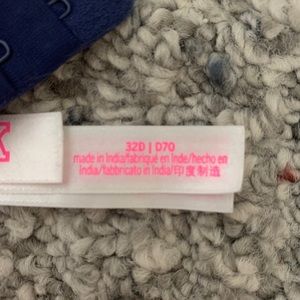 32D | D70
made in India/fabriqué en Inde/hecho en
India/fabbricato in India/印度制造